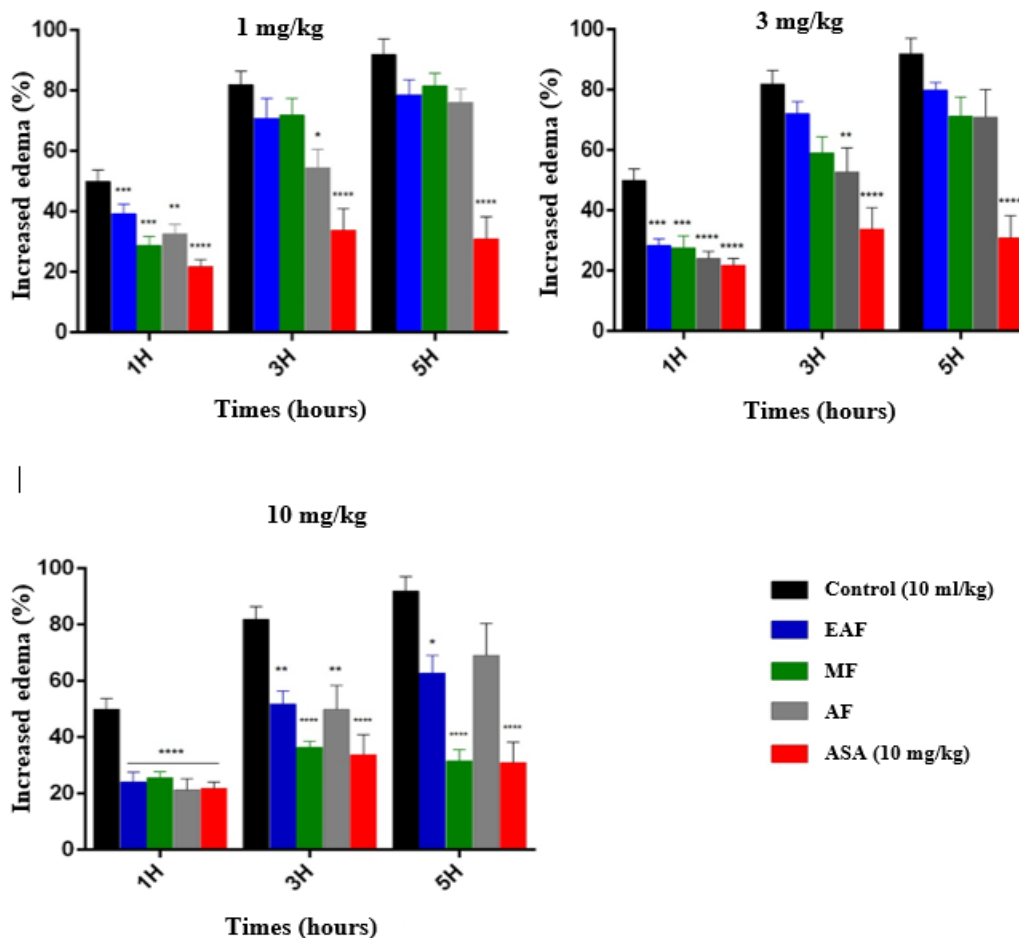 1 mg/kg
Increased edema (%)
100
80
60
40
20
0
***
***
**
****
*
****
****
1H
3H
5H
Times (hours)
3 mg/kg
Increased edema (%)
100
80
60
40
20
0
***
***
****
****
**
****
****
1H
3H
5H
Times (hours)
10 mg/kg
Increased edema (%)
100
80
60
40
20
0
****
**
****
**
****
*
****
****
1H
3H
5H
Times (hours)
Control (10 ml/kg)
EAF
MF
AF
ASA (10 mg/kg)